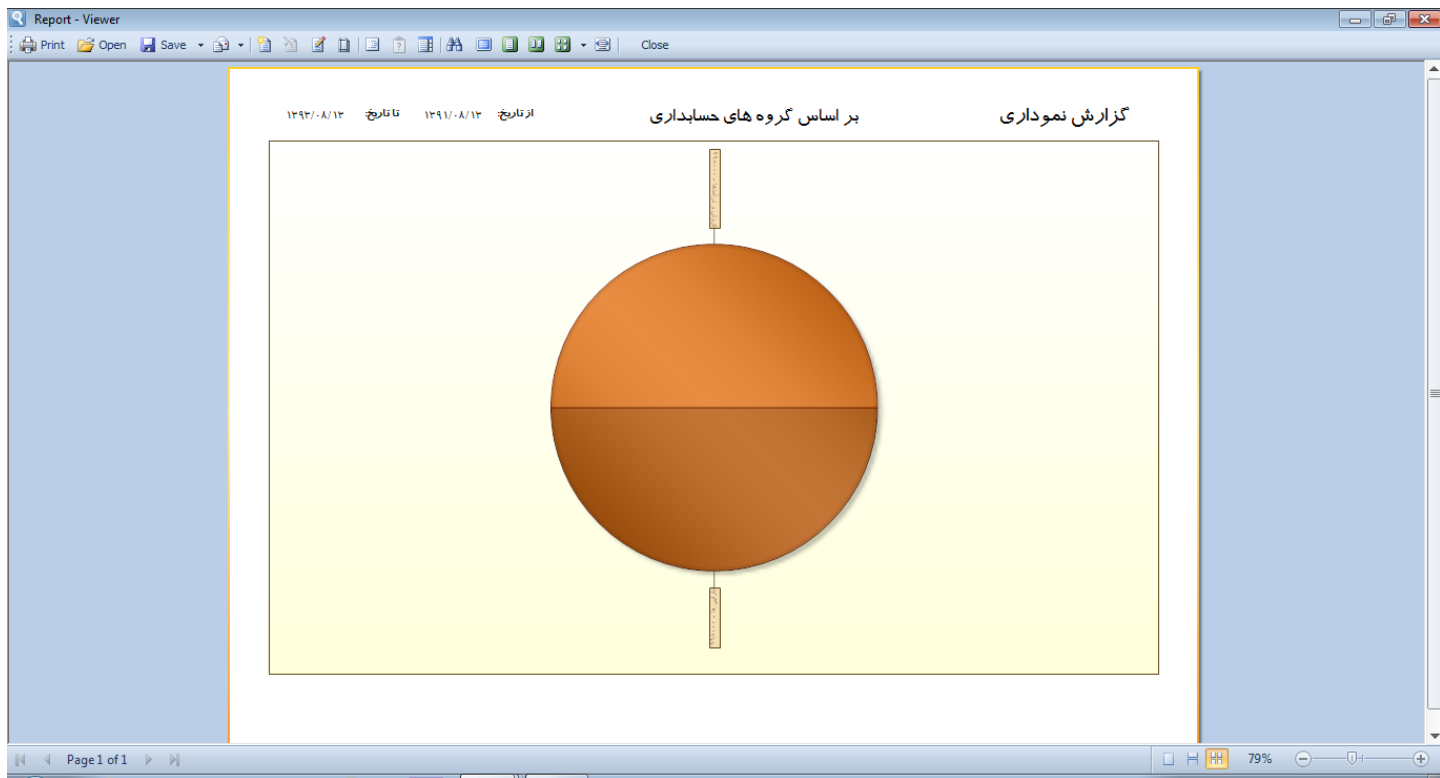 Report - Viewer
Print Open Save Close
گزارش نموداری بر اساس گروه های حسابداری از تاریخ: ۱۳۹۱/۰۸/۱۳ تا تاریخ: ۱۳۹۳/۰۸/۱۳
Page 1 of 1 79%